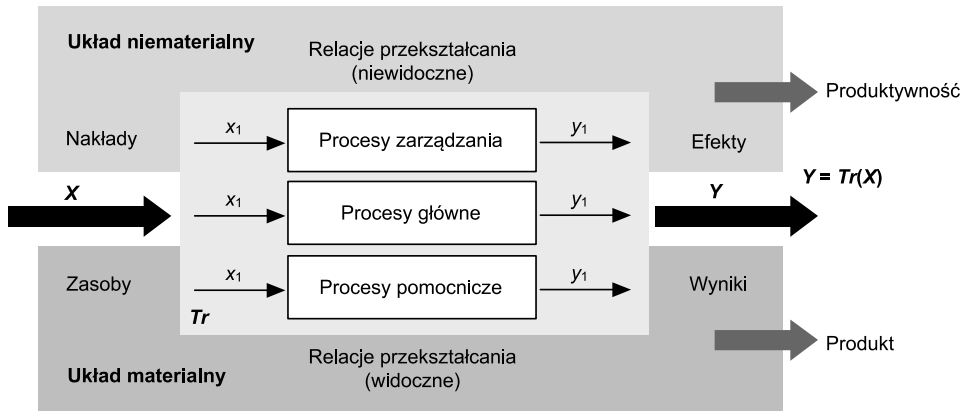 Układ niematerialny
Relacje przekształcania
(niewidoczne)
Produktywność
Nakłady
x1
Procesy zarządzania
y1
Efekty
X
Y
Y = Tr(X)
x1
Procesy główne
y1
Zasoby
x1
Procesy pomocnicze
y1
Wyniki
Tr
Produkt
Relacje przekształcania
(widoczne)
Układ materialny